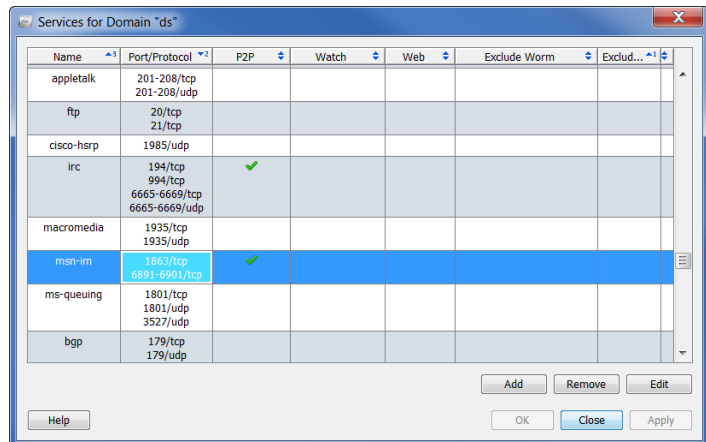 Services for Domain "ds"
X
Name 3 Port/Protocol 2 P2P Watch Web Exclude Worm Exclud... 1
appletalk 201-208/tcp
201-208/udp
ftp 20/tcp
21/tcp
cisco-hsrp 1985/udp
irc 194/tcp
994/tcp
6665-6669/tcp
6665-6669/udp
macromedia 1935/tcp
1935/udp
msn-im 1863/tcp
6891-6901/tcp
ms-queuing 1801/tcp
1801/udp
3527/udp
bgp 179/tcp
179/udp
Add Remove Edit
Help OK Close Apply